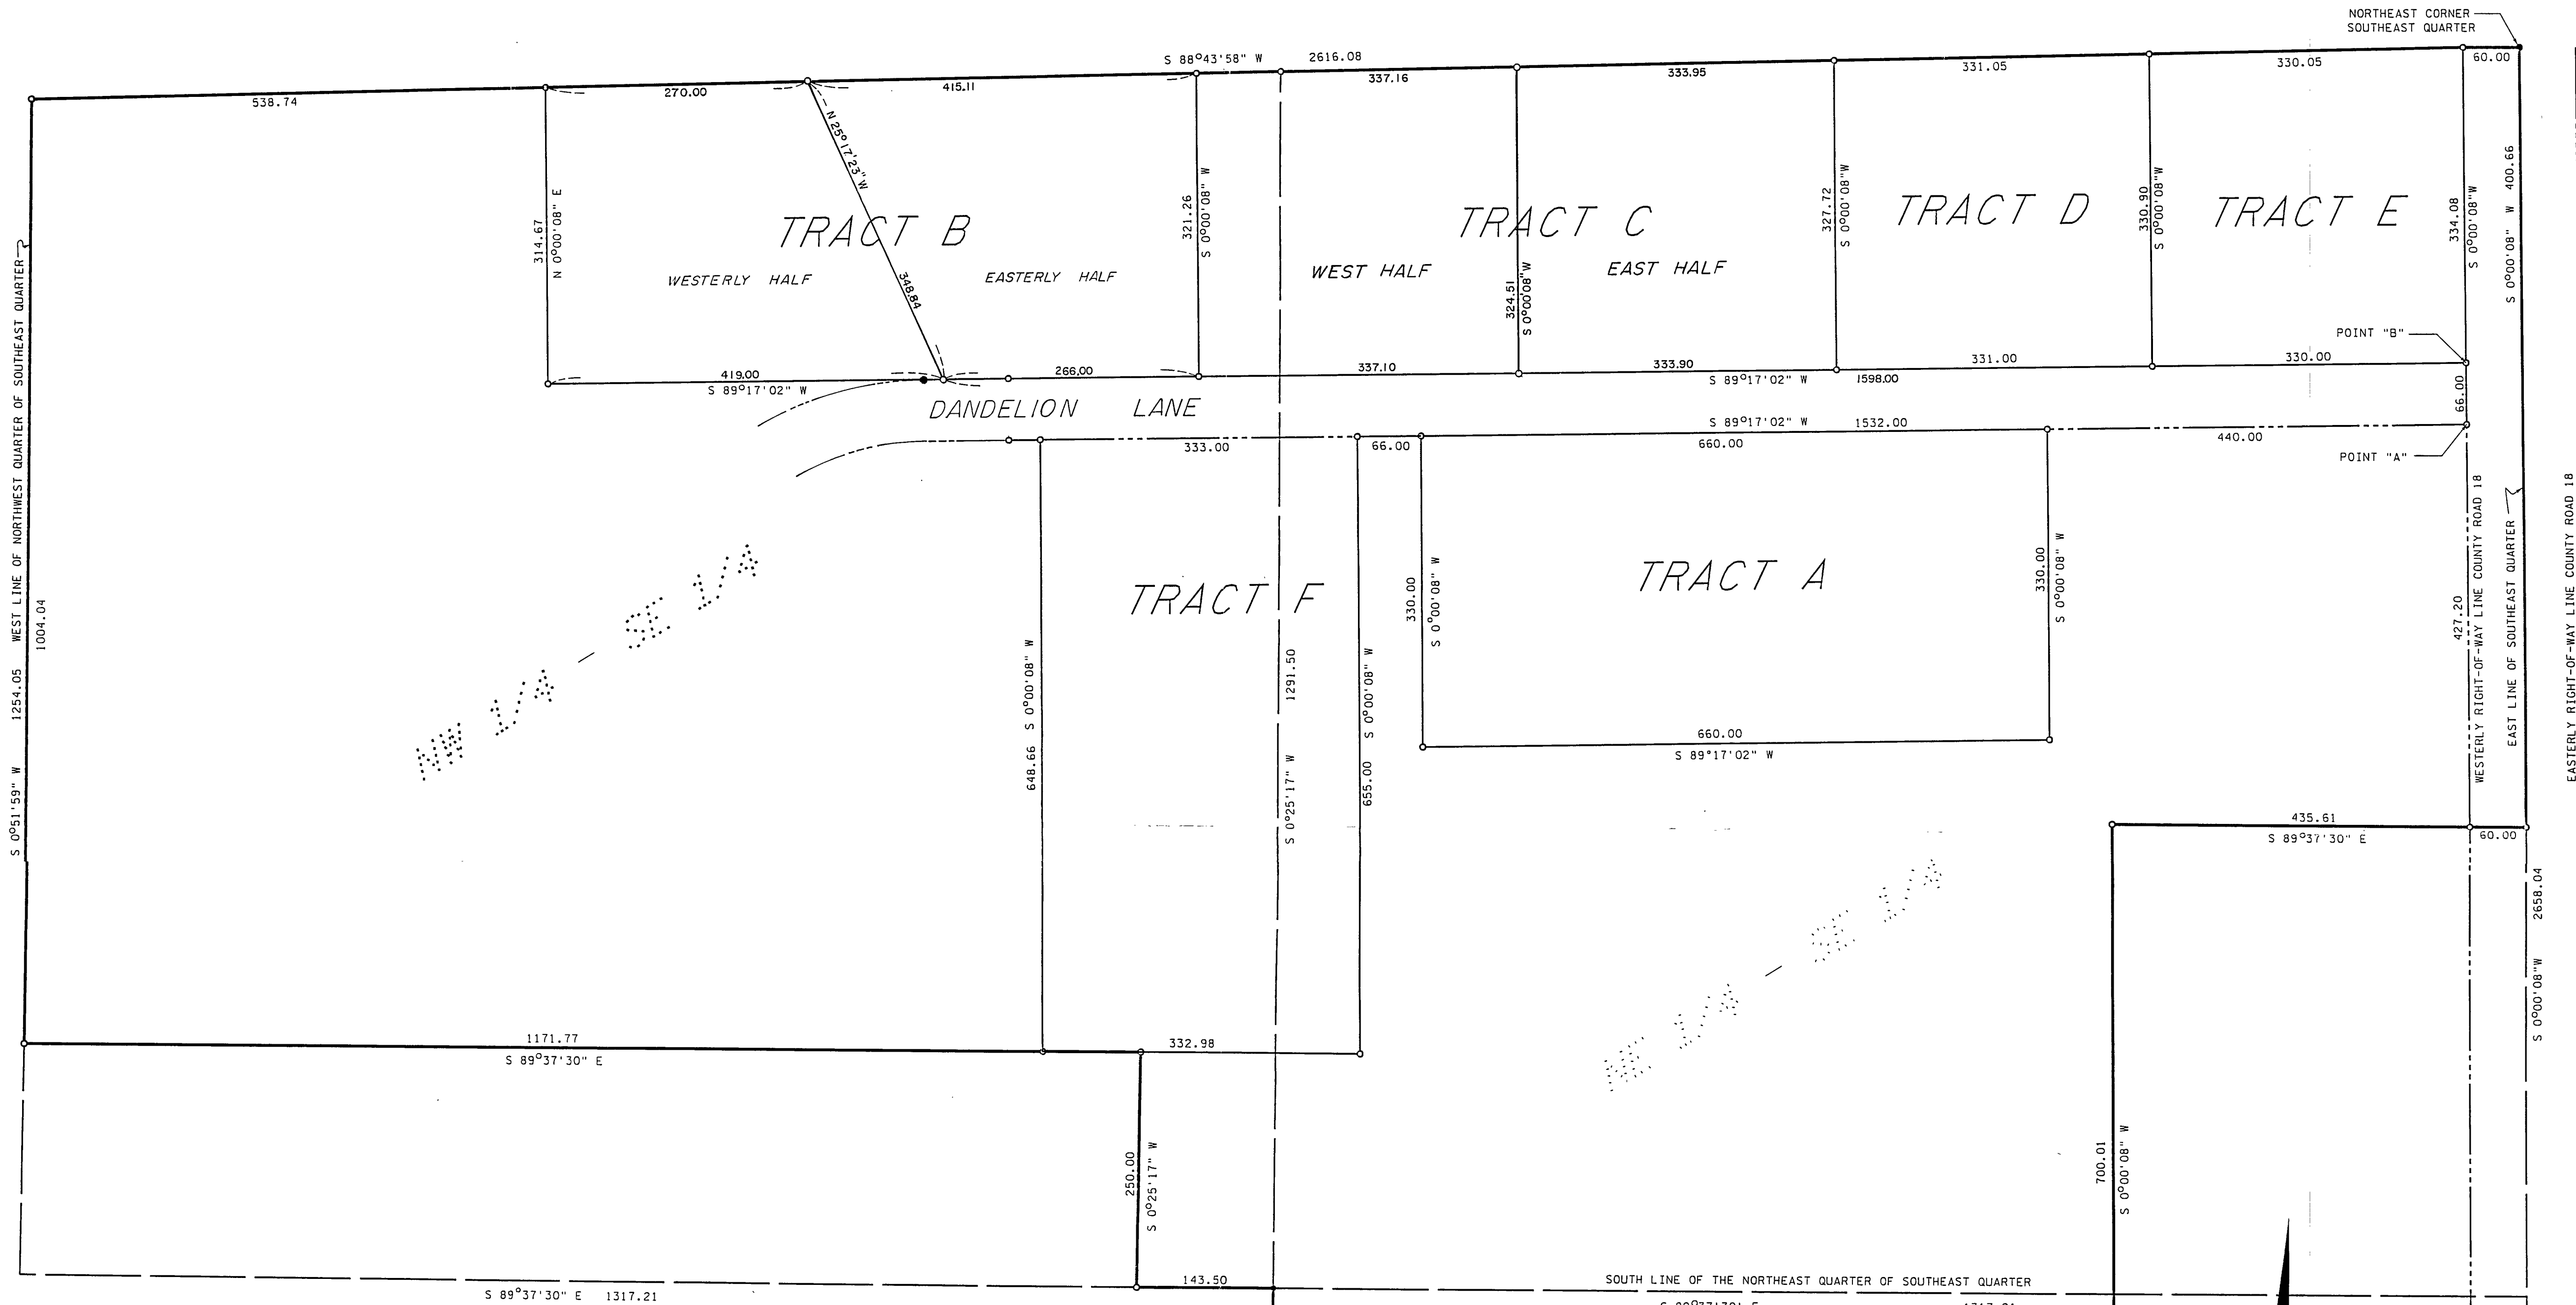 NORTHEAST CORNER
SOUTHEAST QUARTER
S 88°43'58" W 2616.08
538.74
270.00
415.11
337.16
333.95
331.05
330.05
60.00
N 25°17'23" W
348.84
314.67
N 0°00'08" E
TRACT B
WESTERLY HALF
EASTERLY HALF
321.26
S 0°00'08" W
TRACT C
WEST HALF
EAST HALF
324.51
S 0°00'08" W
327.72
S 0°00'08" W
TRACT D
330.90
S 0°00'08" W
TRACT E
334.08
S 0°00'08" W
S 0°00'08" W 400.66
POINT "B"
419.00
S 89°17'02" W
266.00
337.10
333.90
331.00
330.00
S 89°17'02" W 1598.00
66.00
DANDELION LANE
S 89°17'02" W 1532.00
333.00
66.00
660.00
440.00
POINT "A"
S 0°51'59" W 1254.05 WEST LINE OF NORTHWEST QUARTER OF SOUTHEAST QUARTER
1004.04
NW 1/4 – SE 1/4
TRACT F
648.66 S 0°00'08" W
S 0°25'17" W 1291.50
655.00 S 0°00'08" W
330.00
S 0°00'08" W
TRACT A
330.00
S 0°00'08" W
660.00
S 89°17'02" W
427.20
WESTERLY RIGHT-OF-WAY LINE COUNTY ROAD 18
EAST LINE OF SOUTHEAST QUARTER
EASTERLY RIGHT-OF-WAY LINE COUNTY ROAD 18
435.61
S 89°37'30" E
60.00
S 0°00'08" W 2658.04
NE 1/4 – SE 1/4
1171.77
S 89°37'30" E
332.98
250.00
S 0°25'17" W
700.01
S 0°00'08" W
143.50
SOUTH LINE OF THE NORTHEAST QUARTER OF SOUTHEAST QUARTER
S 89°37'30" E 1317.21